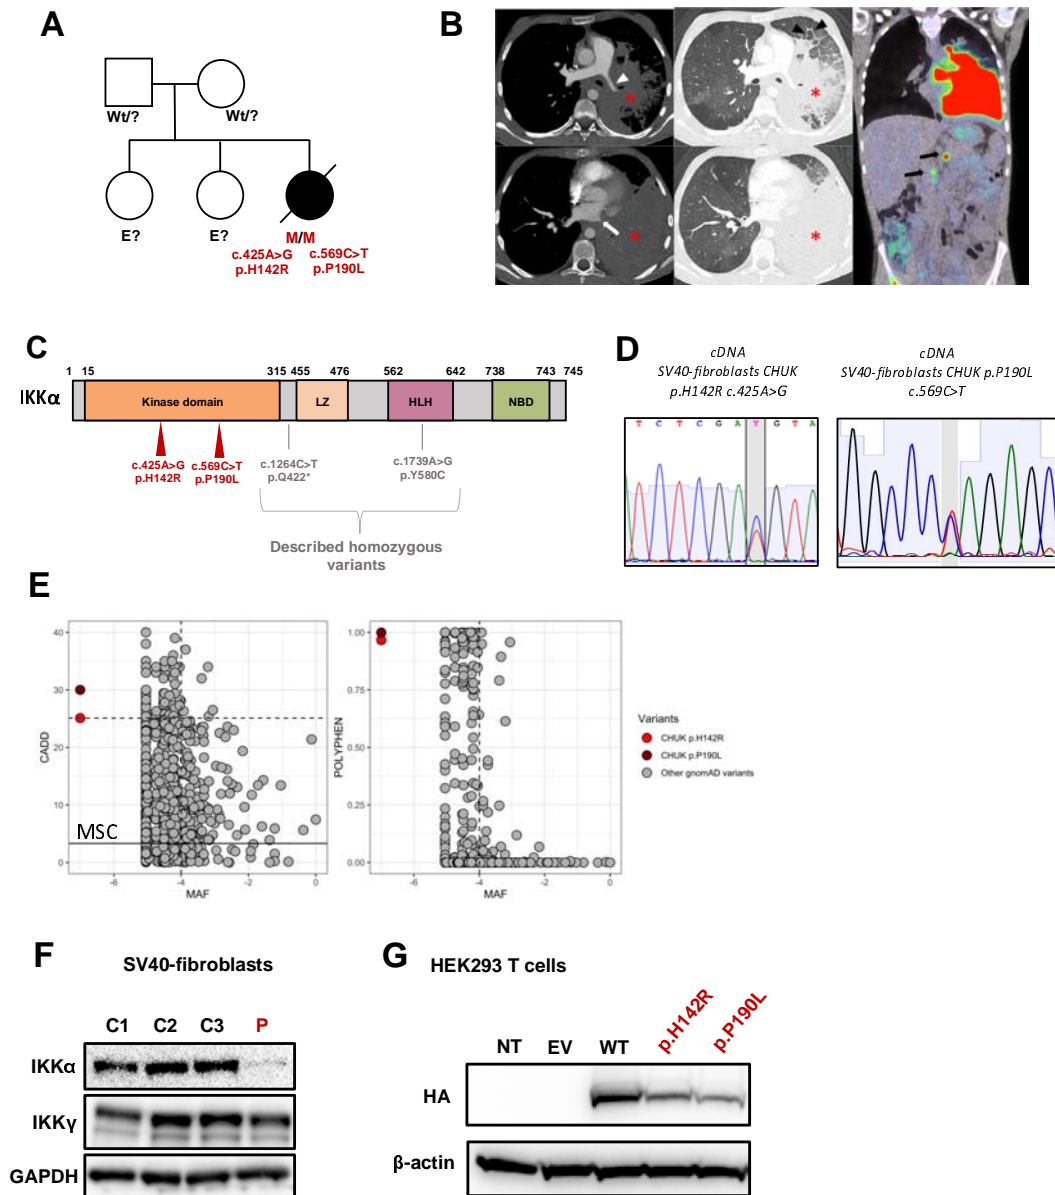 A
Wt/?
Wt/?
E?
E?
M/M
c.425A>G
p.H142R
c.569C>T
p.P190L
B
*
*
*
*
C
1
15
315
455
476
562
642
738
743
745
IKKα
Kinase domain
LZ
HLH
NBD
c.425A>G
p.H142R
c.569C>T
p.P190L
c.1264C>T
p.Q422*
c.1739A>G
p.Y580C
Described homozygous
variants
D
cDNA
SV40-fibroblasts CHUK
p.H142R c.425A>G
T C T C G A Y G T A
cDNA
SV40-fibroblasts CHUK p.P190L
c.569C>T
E
40
30
20
10
0
CADD
MSC
-6
-4
-2
0
MAF
1.00
0.75
0.50
0.25
0.00
POLYPHEN
-6
-4
-2
0
MAF
Variants
CHUK p.H142R
CHUK p.P190L
Other gnomAD variants
F
SV40-fibroblasts
C1 C2 C3 P
IKKα
IKKγ
GAPDH
G
HEK293 T cells
NT EV WT p.H142R p.P190L
HA
β-actin